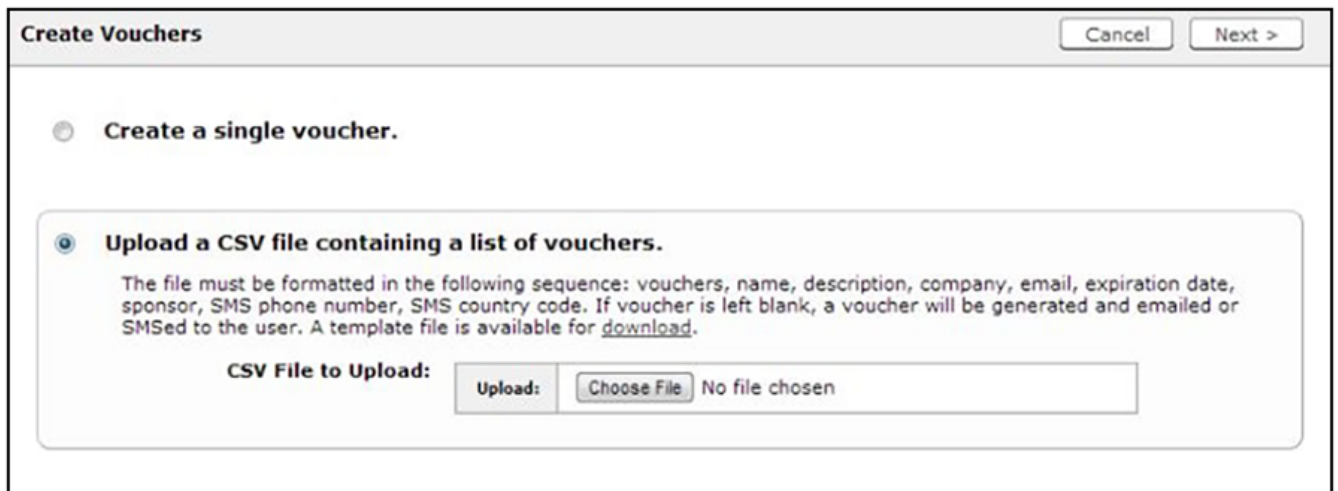 Create Vouchers Cancel Next >
Create a single voucher.
Upload a CSV file containing a list of vouchers.
The file must be formatted in the following sequence: vouchers, name, description, company, email, expiration date,
sponsor, SMS phone number, SMS country code. If voucher is left blank, a voucher will be generated and emailed or
SMSed to the user. A template file is available for download.
CSV File to Upload: Upload: Choose File No file chosen